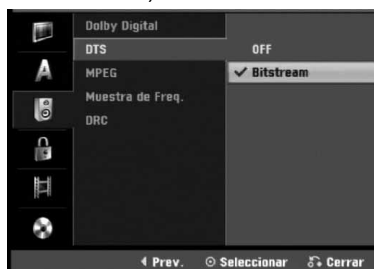 Dolby Digital
DTS OFF
MPEG ✓ Bitstream
Muestra de Freq.
DRC
A
◀ Prev. ⊙ Seleccionar Cerrar